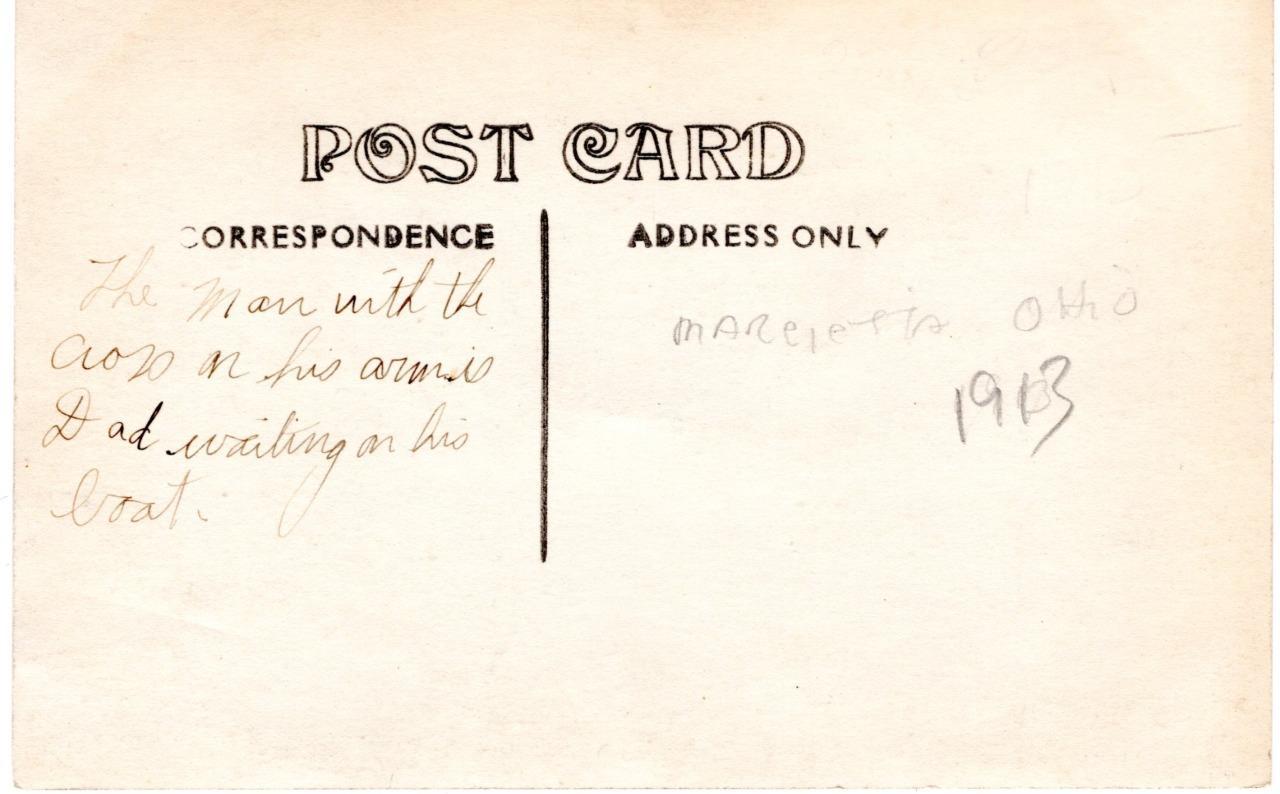 POST CARD
CORRESPONDENCE
ADDRESS ONLY
The Man with the
cross on his arm is
Dad waiting on his
boat.
MAREIETTA OHIO
1913